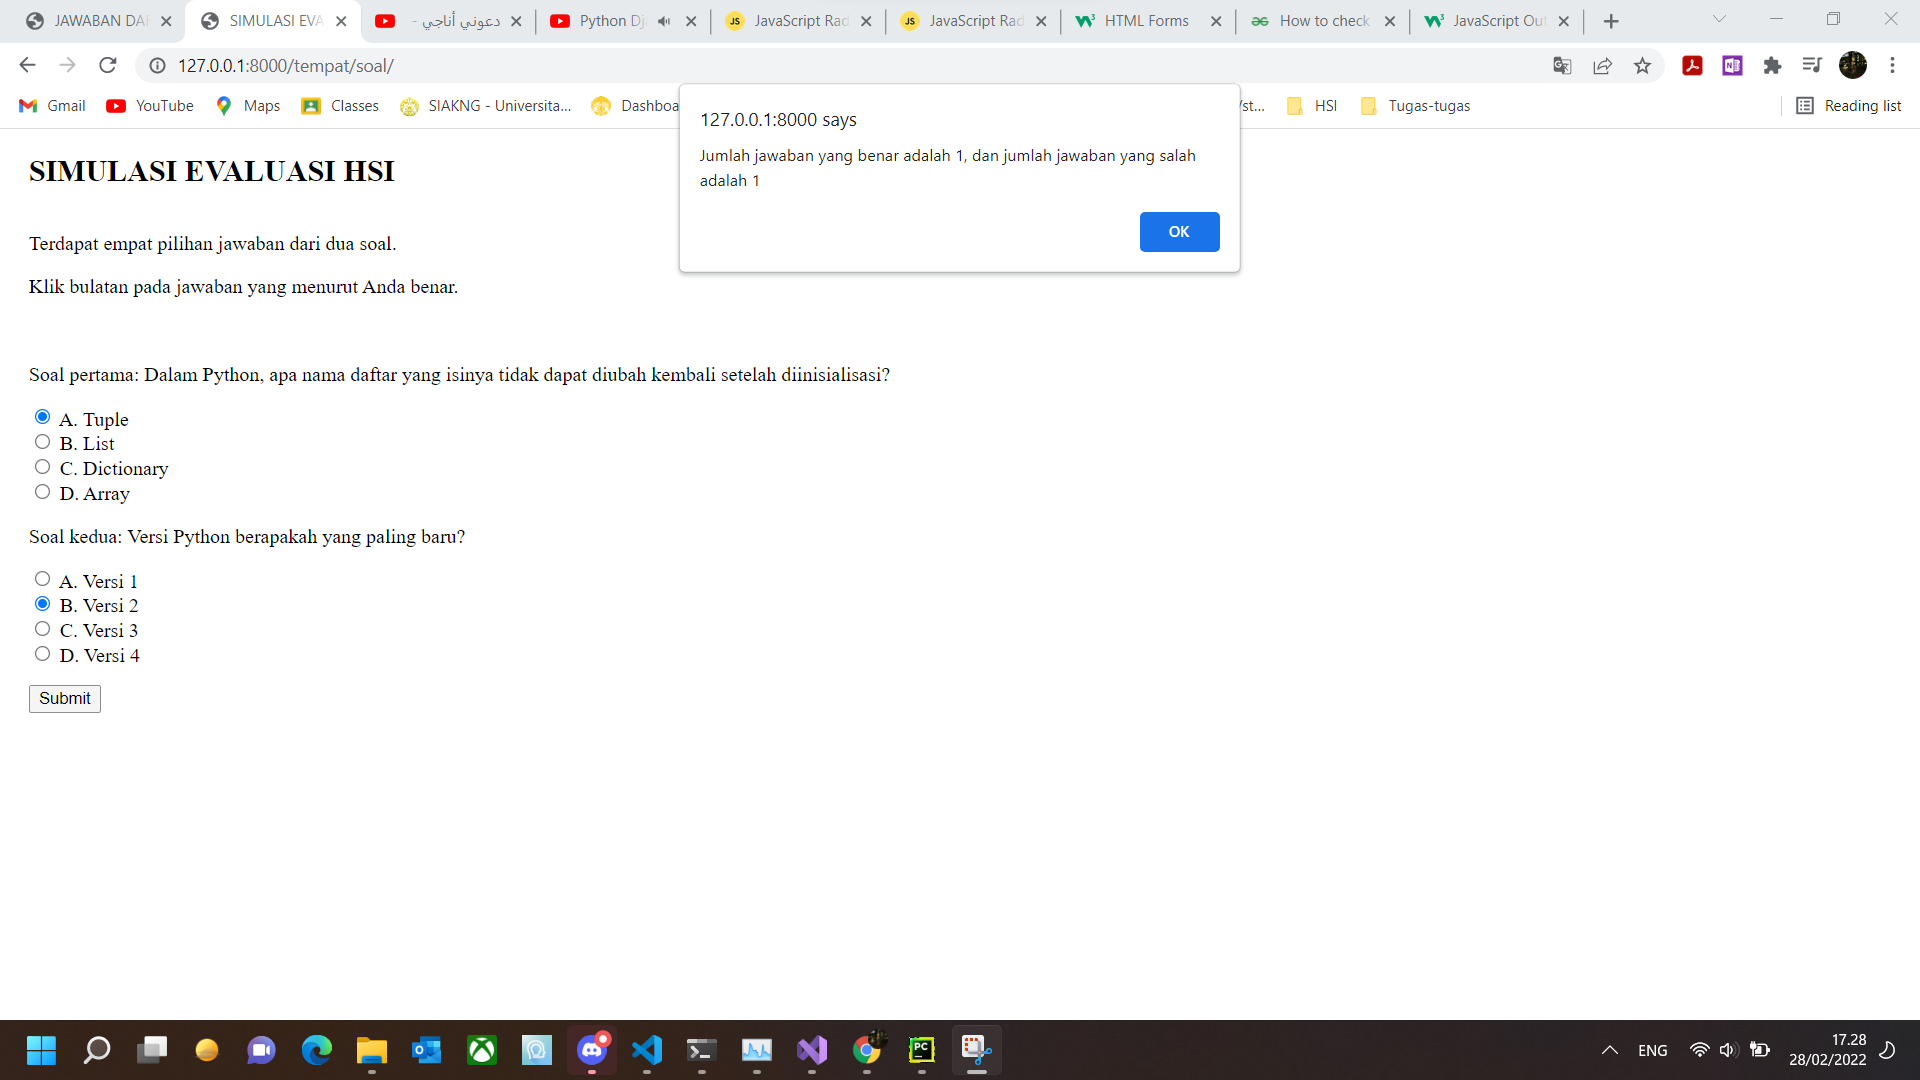 JAWABAN DA
SIMULASI EVA
دعوني أناجي -
Python Dj
JavaScript Rad
JavaScript Rad
HTML Forms
How to check
JavaScript Out
127.0.0.1:8000/tempat/soal/
Gmail
YouTube
Maps
Classes
SIAKNG - Universita...
Dashboa
/st...
HSI
Tugas-tugas
Reading list
127.0.0.1:8000 says
Jumlah jawaban yang benar adalah 1, dan jumlah jawaban yang salah
adalah 1
OK
SIMULASI EVALUASI HSI
Terdapat empat pilihan jawaban dari dua soal.
Klik bulatan pada jawaban yang menurut Anda benar.
Soal pertama: Dalam Python, apa nama daftar yang isinya tidak dapat diubah kembali setelah diinisialisasi?
A. Tuple
B. List
C. Dictionary
D. Array
Soal kedua: Versi Python berapakah yang paling baru?
A. Versi 1
B. Versi 2
C. Versi 3
D. Versi 4
Submit
ENG
17.28
28/02/2022